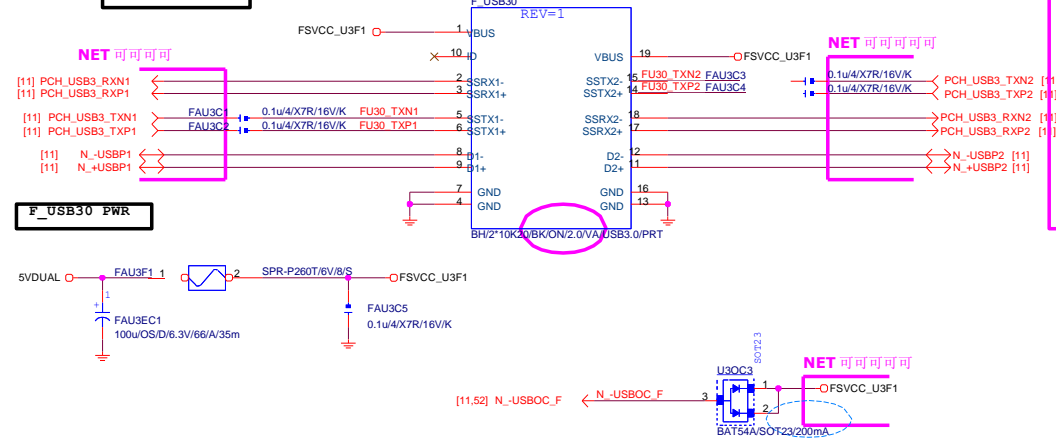 F_USB30
REV=1
FSVCC_U3F1
1
VBUS
10
ID
VBUS
19
FSVCC_U3F1
NET 可可可可
NET 可可可可可
[11] PCH_USB3_RXN1
2
SSRX1-
[11] PCH_USB3_RXP1
3
SSRX1+
SSTX2-
15
FU30_TXN2
FAU3C3
0.1u/4/X7R/16V/K
PCH_USB3_TXN2 [11]
SSTX2+
14
FU30_TXP2
FAU3C4
0.1u/4/X7R/16V/K
PCH_USB3_TXP2
[11] PCH_USB3_TXN1
FAU3C1
0.1u/4/X7R/16V/K
FU30_TXN1
5
SSTX1-
[11] PCH_USB3_TXP1
FAU3C2
0.1u/4/X7R/16V/K
FU30_TXP1
6
SSTX1+
SSRX2-
18
PCH_USB3_RXN2
SSRX2+
17
PCH_USB3_RXP2
[11] N_-USBP1
8
D1-
[11] N_+USBP1
9
D1+
D2-
12
N_-USBP2 [11]
D2+
11
N_+USBP2 [11]
7
GND
4
GND
GND
16
GND
13
BH/2*10K20/BK/ON/2.0/VA/USB3.0/PRT
F_USB30 PWR
5VDUAL
FAU3F1
1
2
SPR-P260T/6V/8/S
FSVCC_U3F1
+
1
FAU3EC1
100u/OS/D/6.3V/66/A/35m
FAU3C5
0.1u/4/X7R/16V/K
SOT23
NET 可可可可可
U3OC3
[11,52] N_-USBOC_F
N_-USBOC_F
3
1
FSVCC_U3F1
2
BAT54A/SOT23/200mA